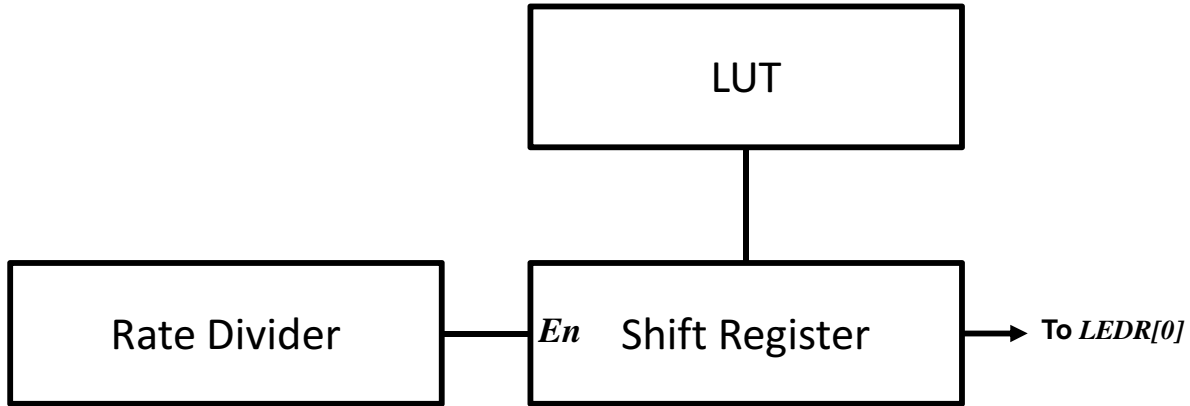 LUT
Rate Divider
En
Shift Register
To LEDR[0]